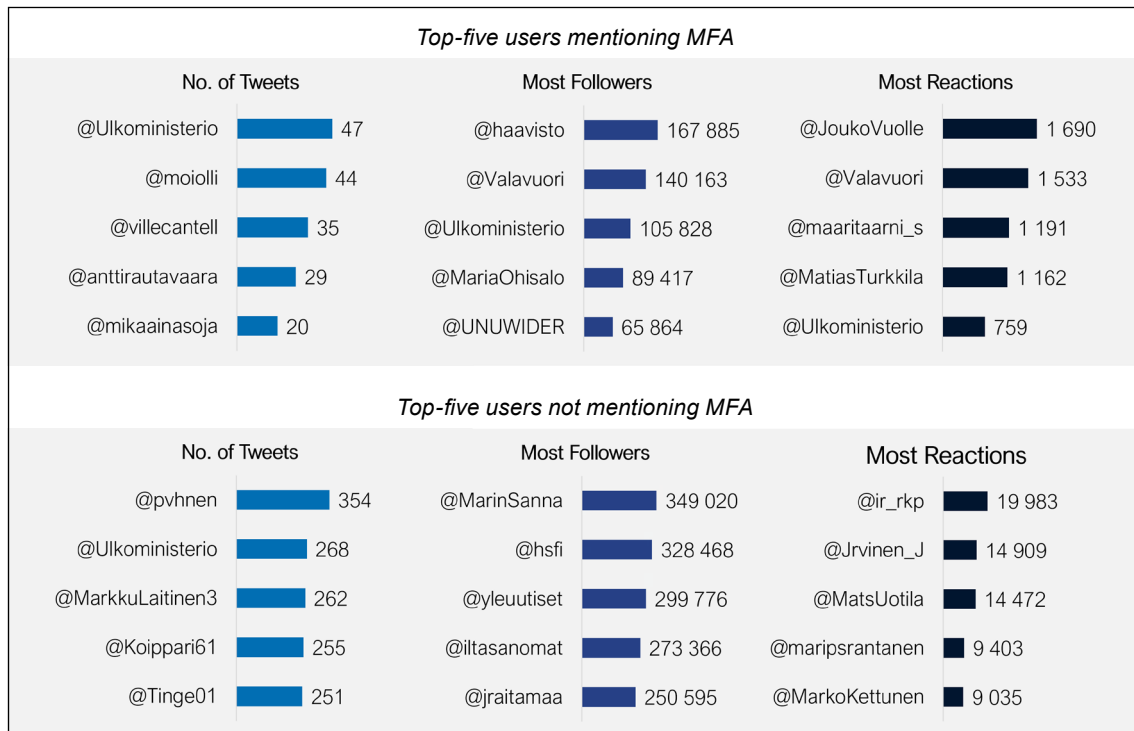 Top-five users mentioning MFA
No. of Tweets
@Ulkoministerio 47
@moiolli 44
@villecantell 35
@anttirautavaara 29
@mikaainasoja 20
Most Followers
@haavisto 167 885
@Valavuori 140 163
@Ulkoministerio 105 828
@MariaOhisalo 89 417
@UNUWIDER 65 864
Most Reactions
@JoukoVuolle 1 690
@Valavuori 1 533
@maaritaarni_s 1 191
@MatiasTurkkila 1 162
@Ulkoministerio 759
Top-five users not mentioning MFA
No. of Tweets
@pvhnen 354
@Ulkoministerio 268
@MarkkuLaitinen3 262
@Koippari61 255
@Tinge01 251
Most Followers
@MarinSanna 349 020
@hsfi 328 468
@yleuutiset 299 776
@iltasanomat 273 366
@jraitamaa 250 595
Most Reactions
@ir_rkp 19 983
@Jrvinen_J 14 909
@MatsUotila 14 472
@maripsrantanen 9 403
@MarkoKettunen 9 035